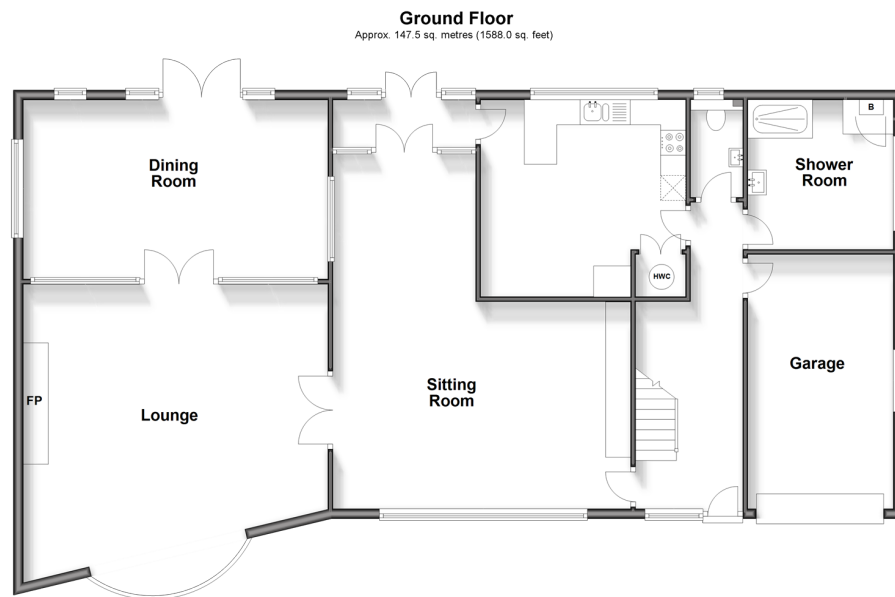 Ground Floor
Approx. 147.5 sq. metres (1588.0 sq. feet)
B
Dining
Room
Shower
Room
HWC
Garage
Sitting
Room
FP
Lounge